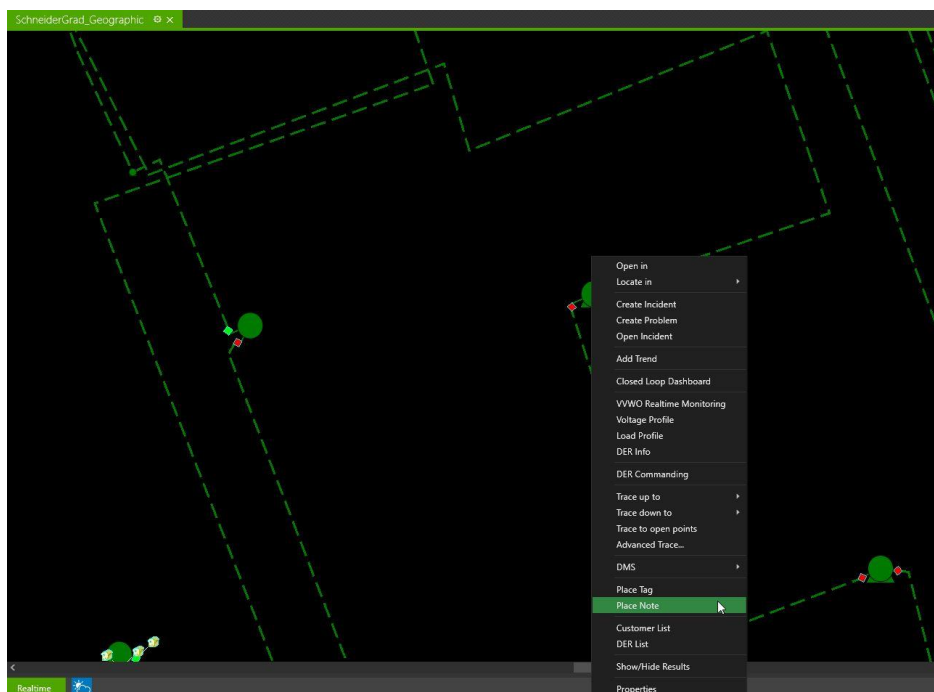 SchneiderGrad_Geographic
Open in
Locate in
Create Incident
Create Problem
Open Incident
Add Trend
Closed Loop Dashboard
VVWO Realtime Monitoring
Voltage Profile
Load Profile
DER Info
DER Commanding
Trace up to
Trace down to
Trace to open points
Advanced Trace...
DMS
Place Tag
Place Note
Customer List
DER List
Show/Hide Results
Properties
Realtime